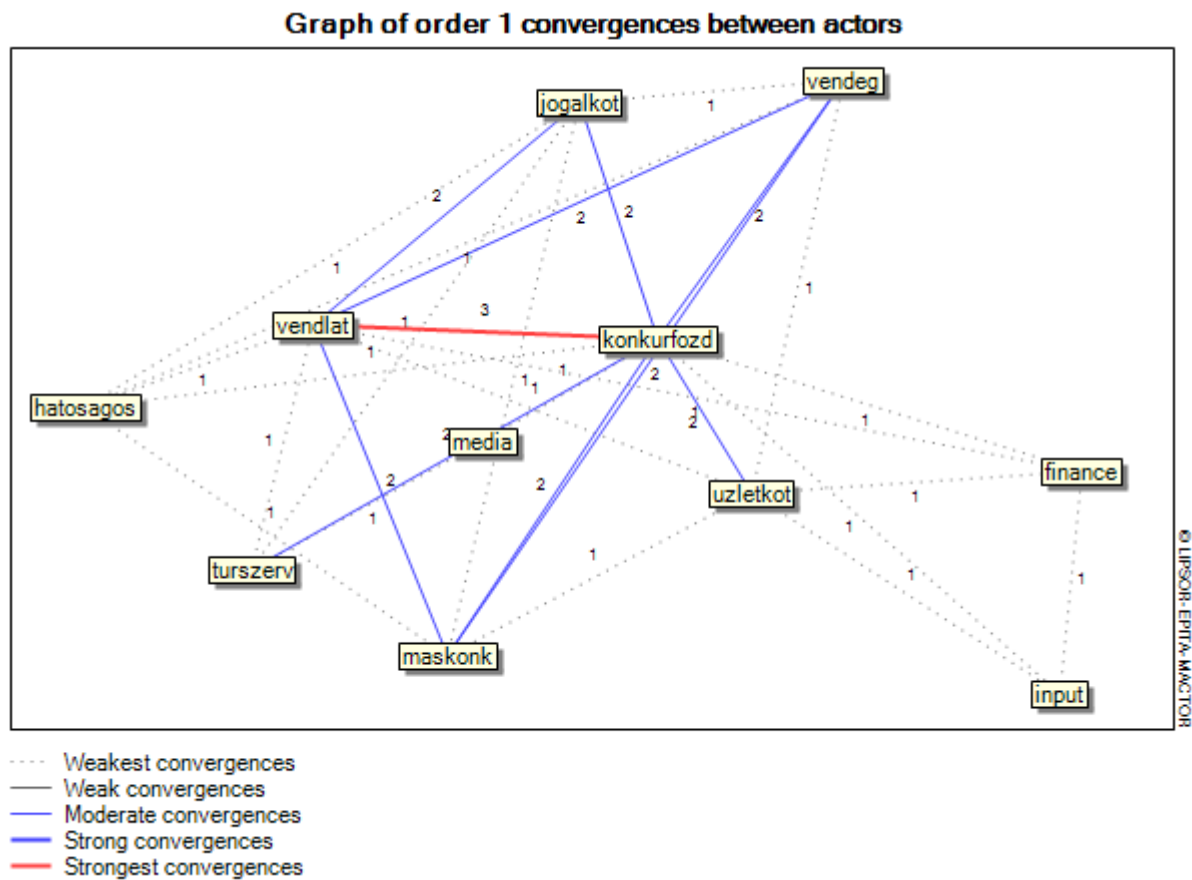 Graph of order 1 convergences between actors
vendeg
jogalkot
1
2
2
2
2
1
1
1
3
vendlat
1
konkurfozd
1
1
1
1
1
2
hatosagos
1
2
1
2
media
1
finance
2
2
uzletkot
1
1
1
1
1
turszerv
1
1
maskonk
input
© LIPSOR-EPITA-MACTOR
Weakest convergences
Weak convergences
Moderate convergences
Strong convergences
Strongest convergences